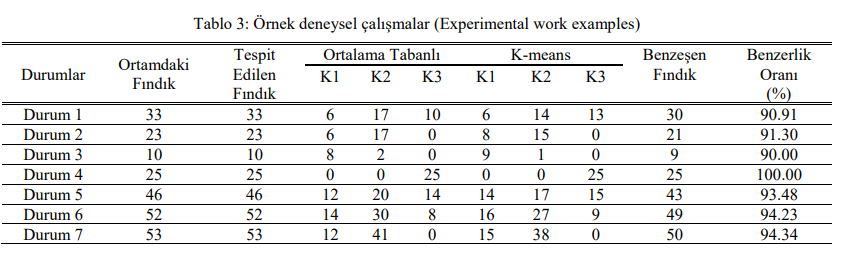 Tablo 3: Örnek deneysel çalışmalar (Experimental work examples)
Durumlar Ortamdaki Fındık Tespit Edilen Fındık Ortalama Tabanlı K-means Benzeşen Fındık Benzerlik Oranı (%)
K1 K2 K3 K1 K2 K3
Durum 1 33 33 6 17 10 6 14 13 30 90.91
Durum 2 23 23 6 17 0 8 15 0 21 91.30
Durum 3 10 10 8 2 0 9 1 0 9 90.00
Durum 4 25 25 0 0 25 0 0 25 25 100.00
Durum 5 46 46 12 20 14 14 17 15 43 93.48
Durum 6 52 52 14 30 8 16 27 9 49 94.23
Durum 7 53 53 12 41 0 15 38 0 50 94.34